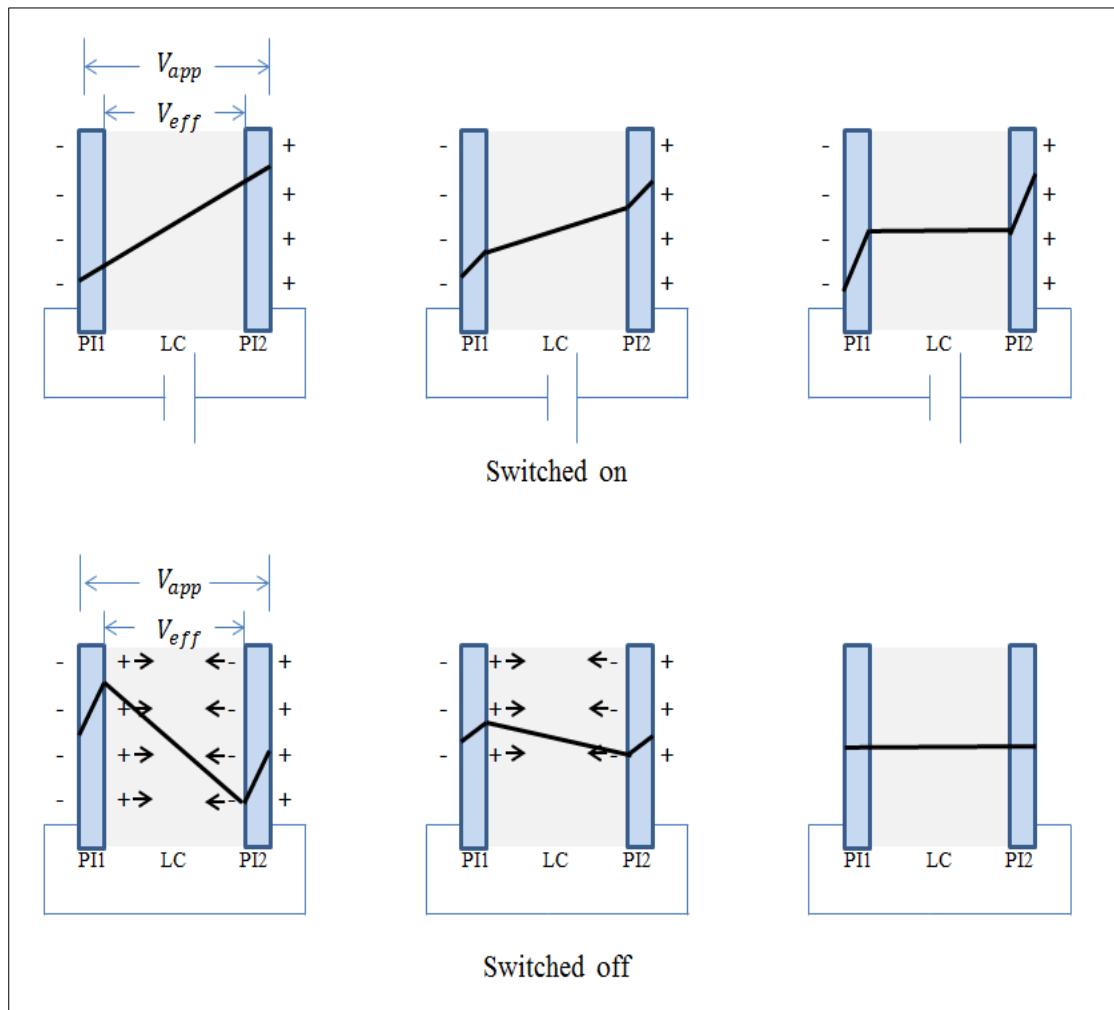 V_app
V_eff
- + - + - +
- + - + - +
- + - + - +
- + - + - +
PI1 LC PI2 PI1 LC PI2 PI1 LC PI2
Switched on
V_app
V_eff
- + - + - + - +
- + - + - + - +
- + - + - + - +
- + - +
PI1 LC PI2 PI1 LC PI2 PI1 LC PI2
Switched off